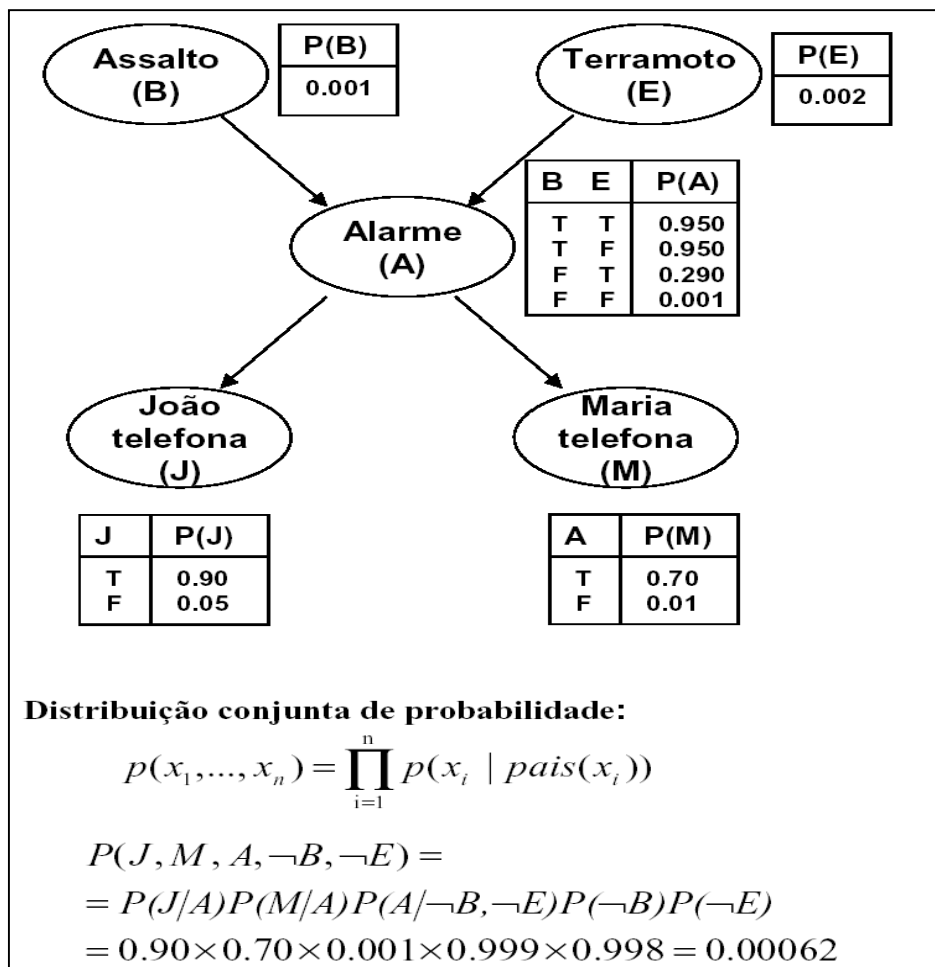 Assalto
(B)
P(B)
0.001
Terramoto
(E)
P(E)
0.002
Alarme
(A)
B E P(A)
T T 0.950
T F 0.950
F T 0.290
F F 0.001
João
telefona
(J)
Maria
telefona
(M)
J P(J)
T 0.90
F 0.05
A P(M)
T 0.70
F 0.01
Distribuição conjunta de probabilidade:
p(x₁,...,xₙ) = ∏ᵢ₌₁ⁿ p(xᵢ | pais(xᵢ))
P(J,M,A,¬B,¬E) =
= P(J/A)P(M/A)P(A/¬B,¬E)P(¬B)P(¬E)
= 0.90×0.70×0.001×0.999×0.998 = 0.00062